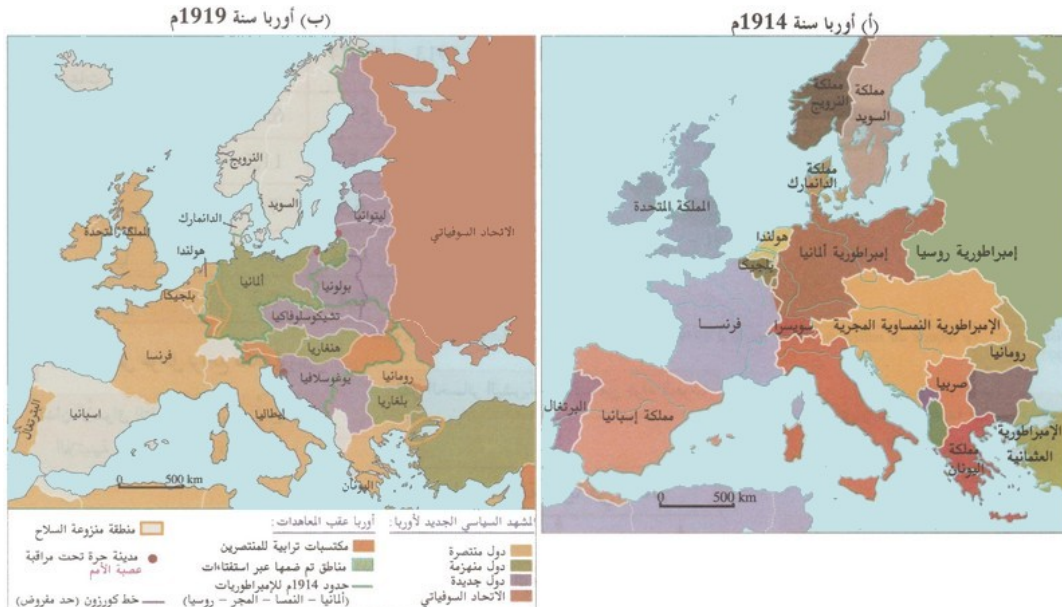 (أ) أوربا سنة 1914م
مملكة النرويج
مملكة السويد
مملكة الدانمارك
المملكة المتحدة
هولندا
بلجيكا
إمبراطورية ألمانيا
إمبراطورية روسيا
فرنسا
سويسرا
الإمبراطورية النمساوية المجرية
رومانيا
صربيا
البرتغال
مملكة إسبانيا
الإمبراطورية العثمانية
مملكة اليونان
0 500 km
(ب) أوربا سنة 1919م
النرويج
السويد
الدانمارك
ليتوانيا
الاتحاد السوفياتي
المملكة المتحدة
هولندا
ألمانيا
بولونيا
بلجيكا
تشيكوسلوفاكيا
فرنسا
هنغاريا
رومانيا
يوغوسلافيا
بلغاريا
إيطاليا
اسبانيا
البرتغال
اليونان
0 500 km
المشهد السياسي الجديد لأوربا:
دول منتصرة
دول منهزمة
دول جديدة
الاتحاد السوفياتي
أوربا عقب المعاهدات:
مكتسبات ترابية للمنتصرين
مناطق تم ضمها عبر استفتاءات
حدود 1914م للإمبراطوريات
(ألمانيا – النمسا – المجر – روسيا)
منطقة منزوعة السلاح
مدينة حرة تحت مراقبة
عصبة الأمم
خط كورزون (حد مفروض)